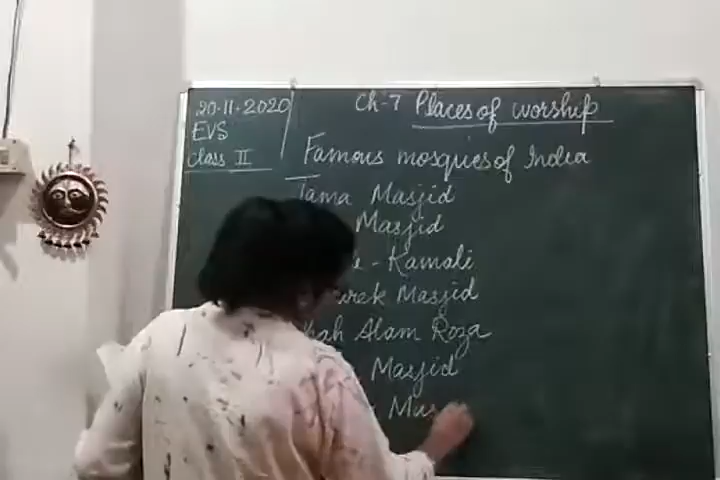 20-11-2020
EVS
Class II
Ch-7 Places of worship
Famous mosquies of India
Jama Masjid
Masjid
- Kamali
Masjid
Alam Roza
Masjid